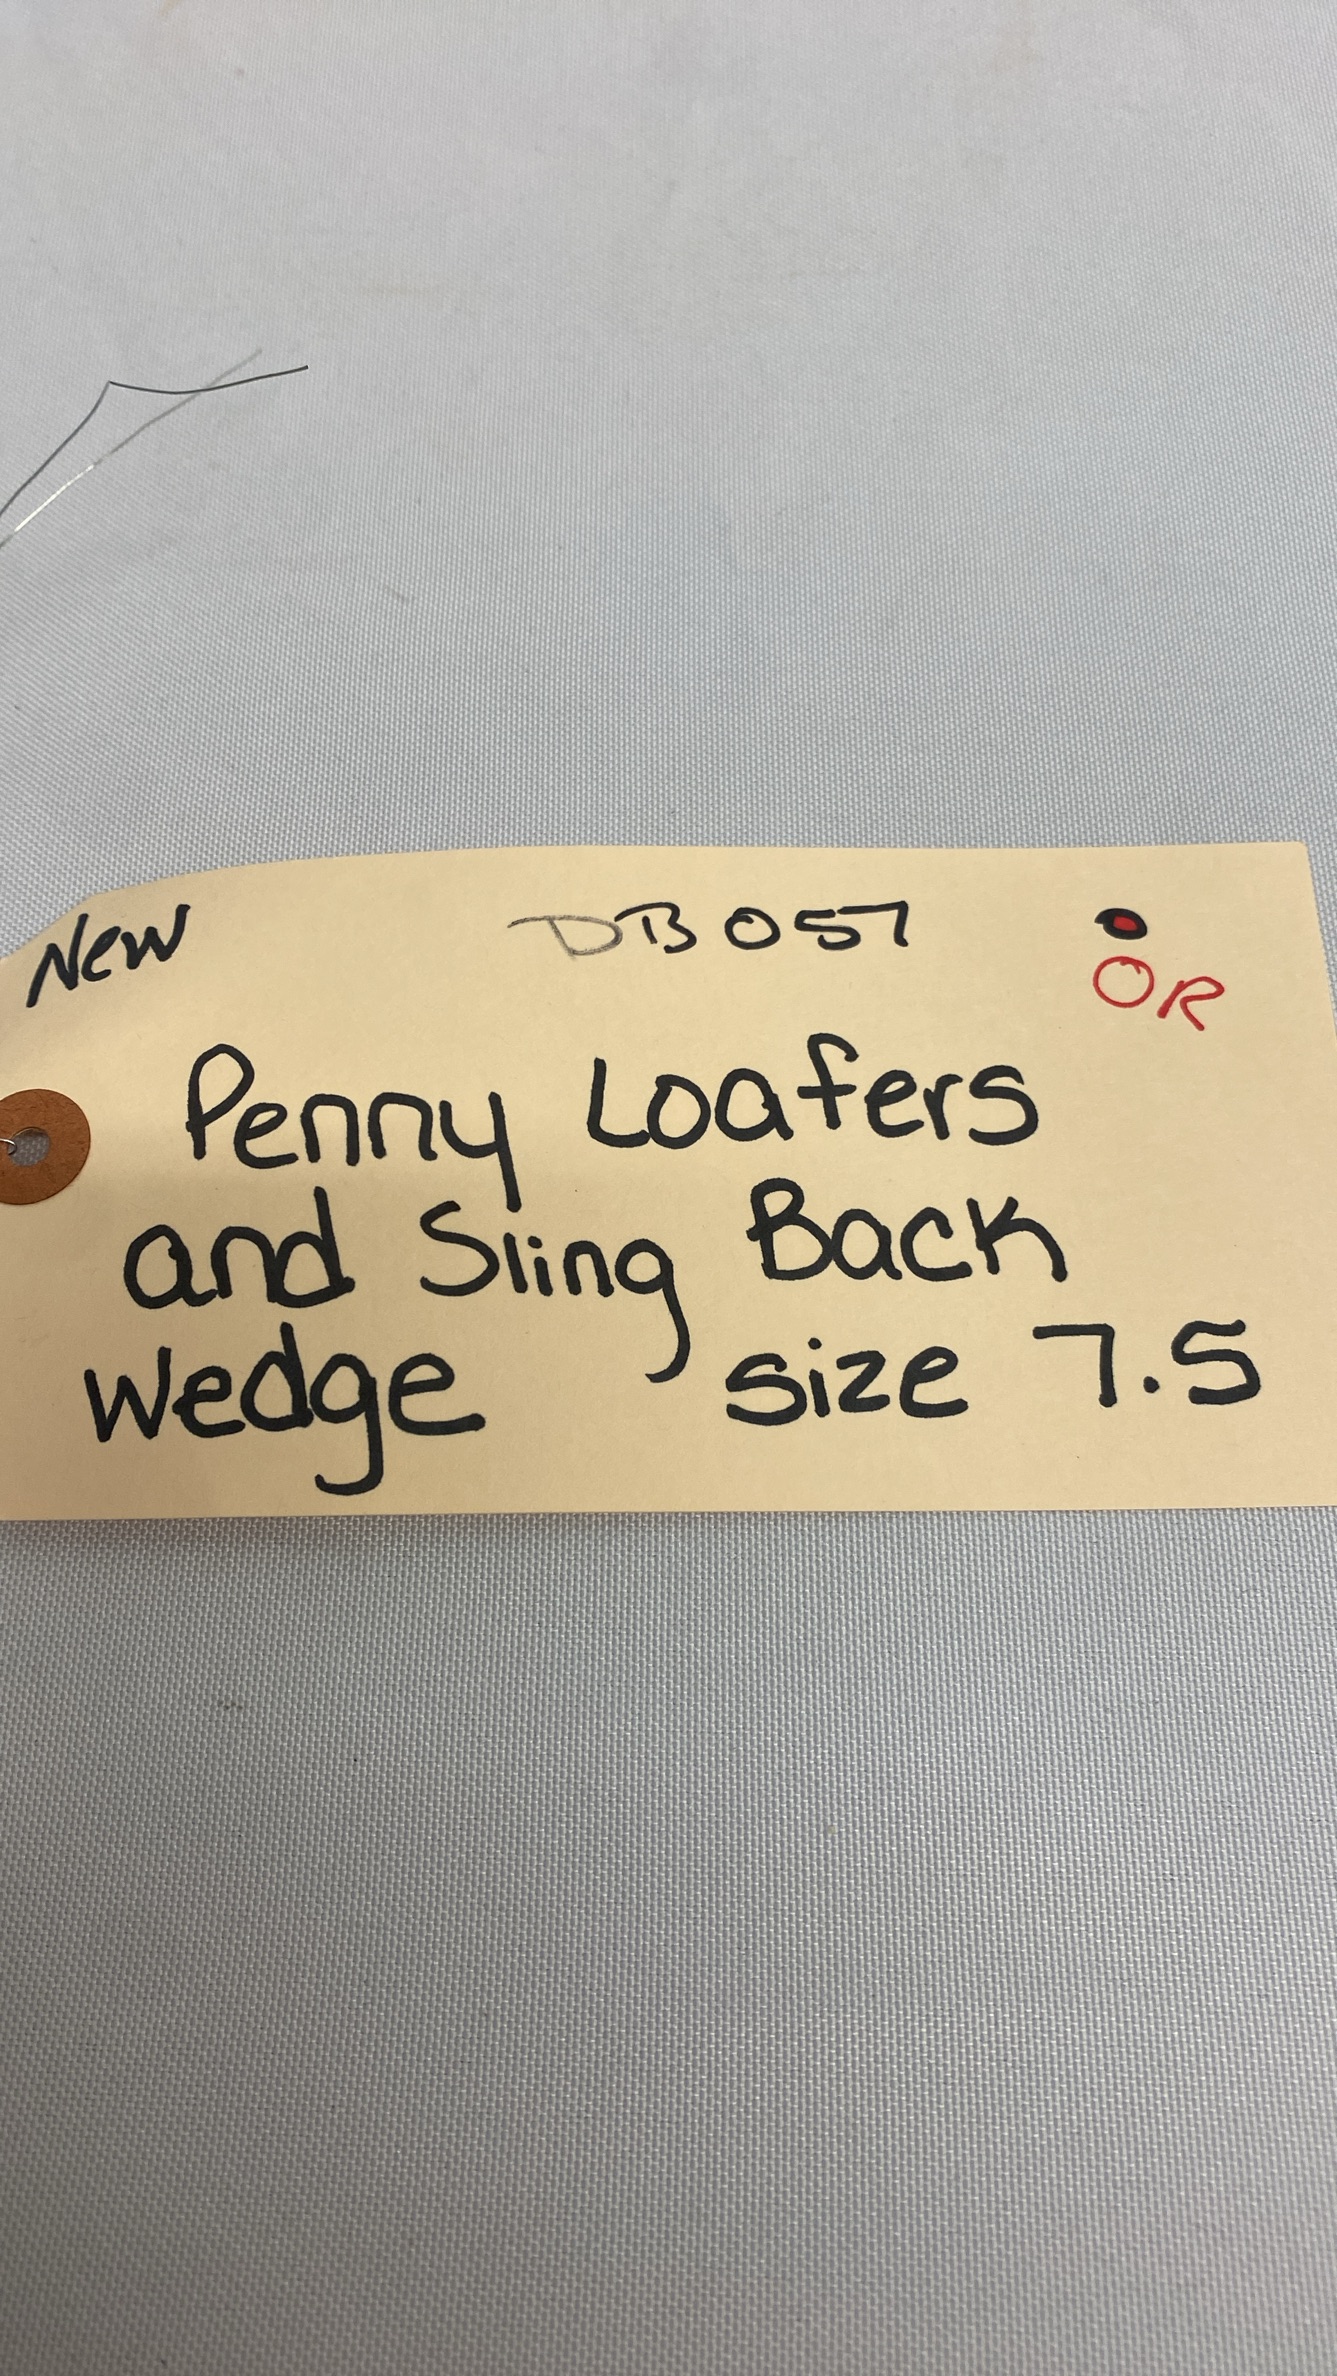 New DB057
OR
Penny Loafers
and Sling Back
Wedge size 7.5